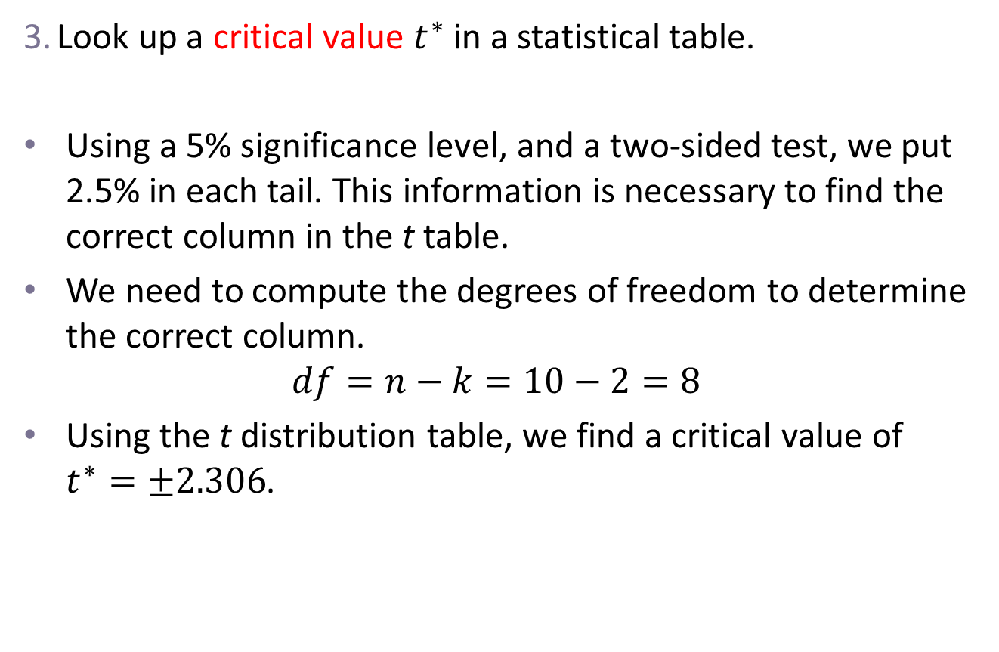 3. Look up a critical value t* in a statistical table.
• Using a 5% significance level, and a two-sided test, we put
2.5% in each tail. This information is necessary to find the
correct column in the t table.
• We need to compute the degrees of freedom to determine
the correct column.
df = n − k = 10 − 2 = 8
• Using the t distribution table, we find a critical value of
t* = ±2.306.